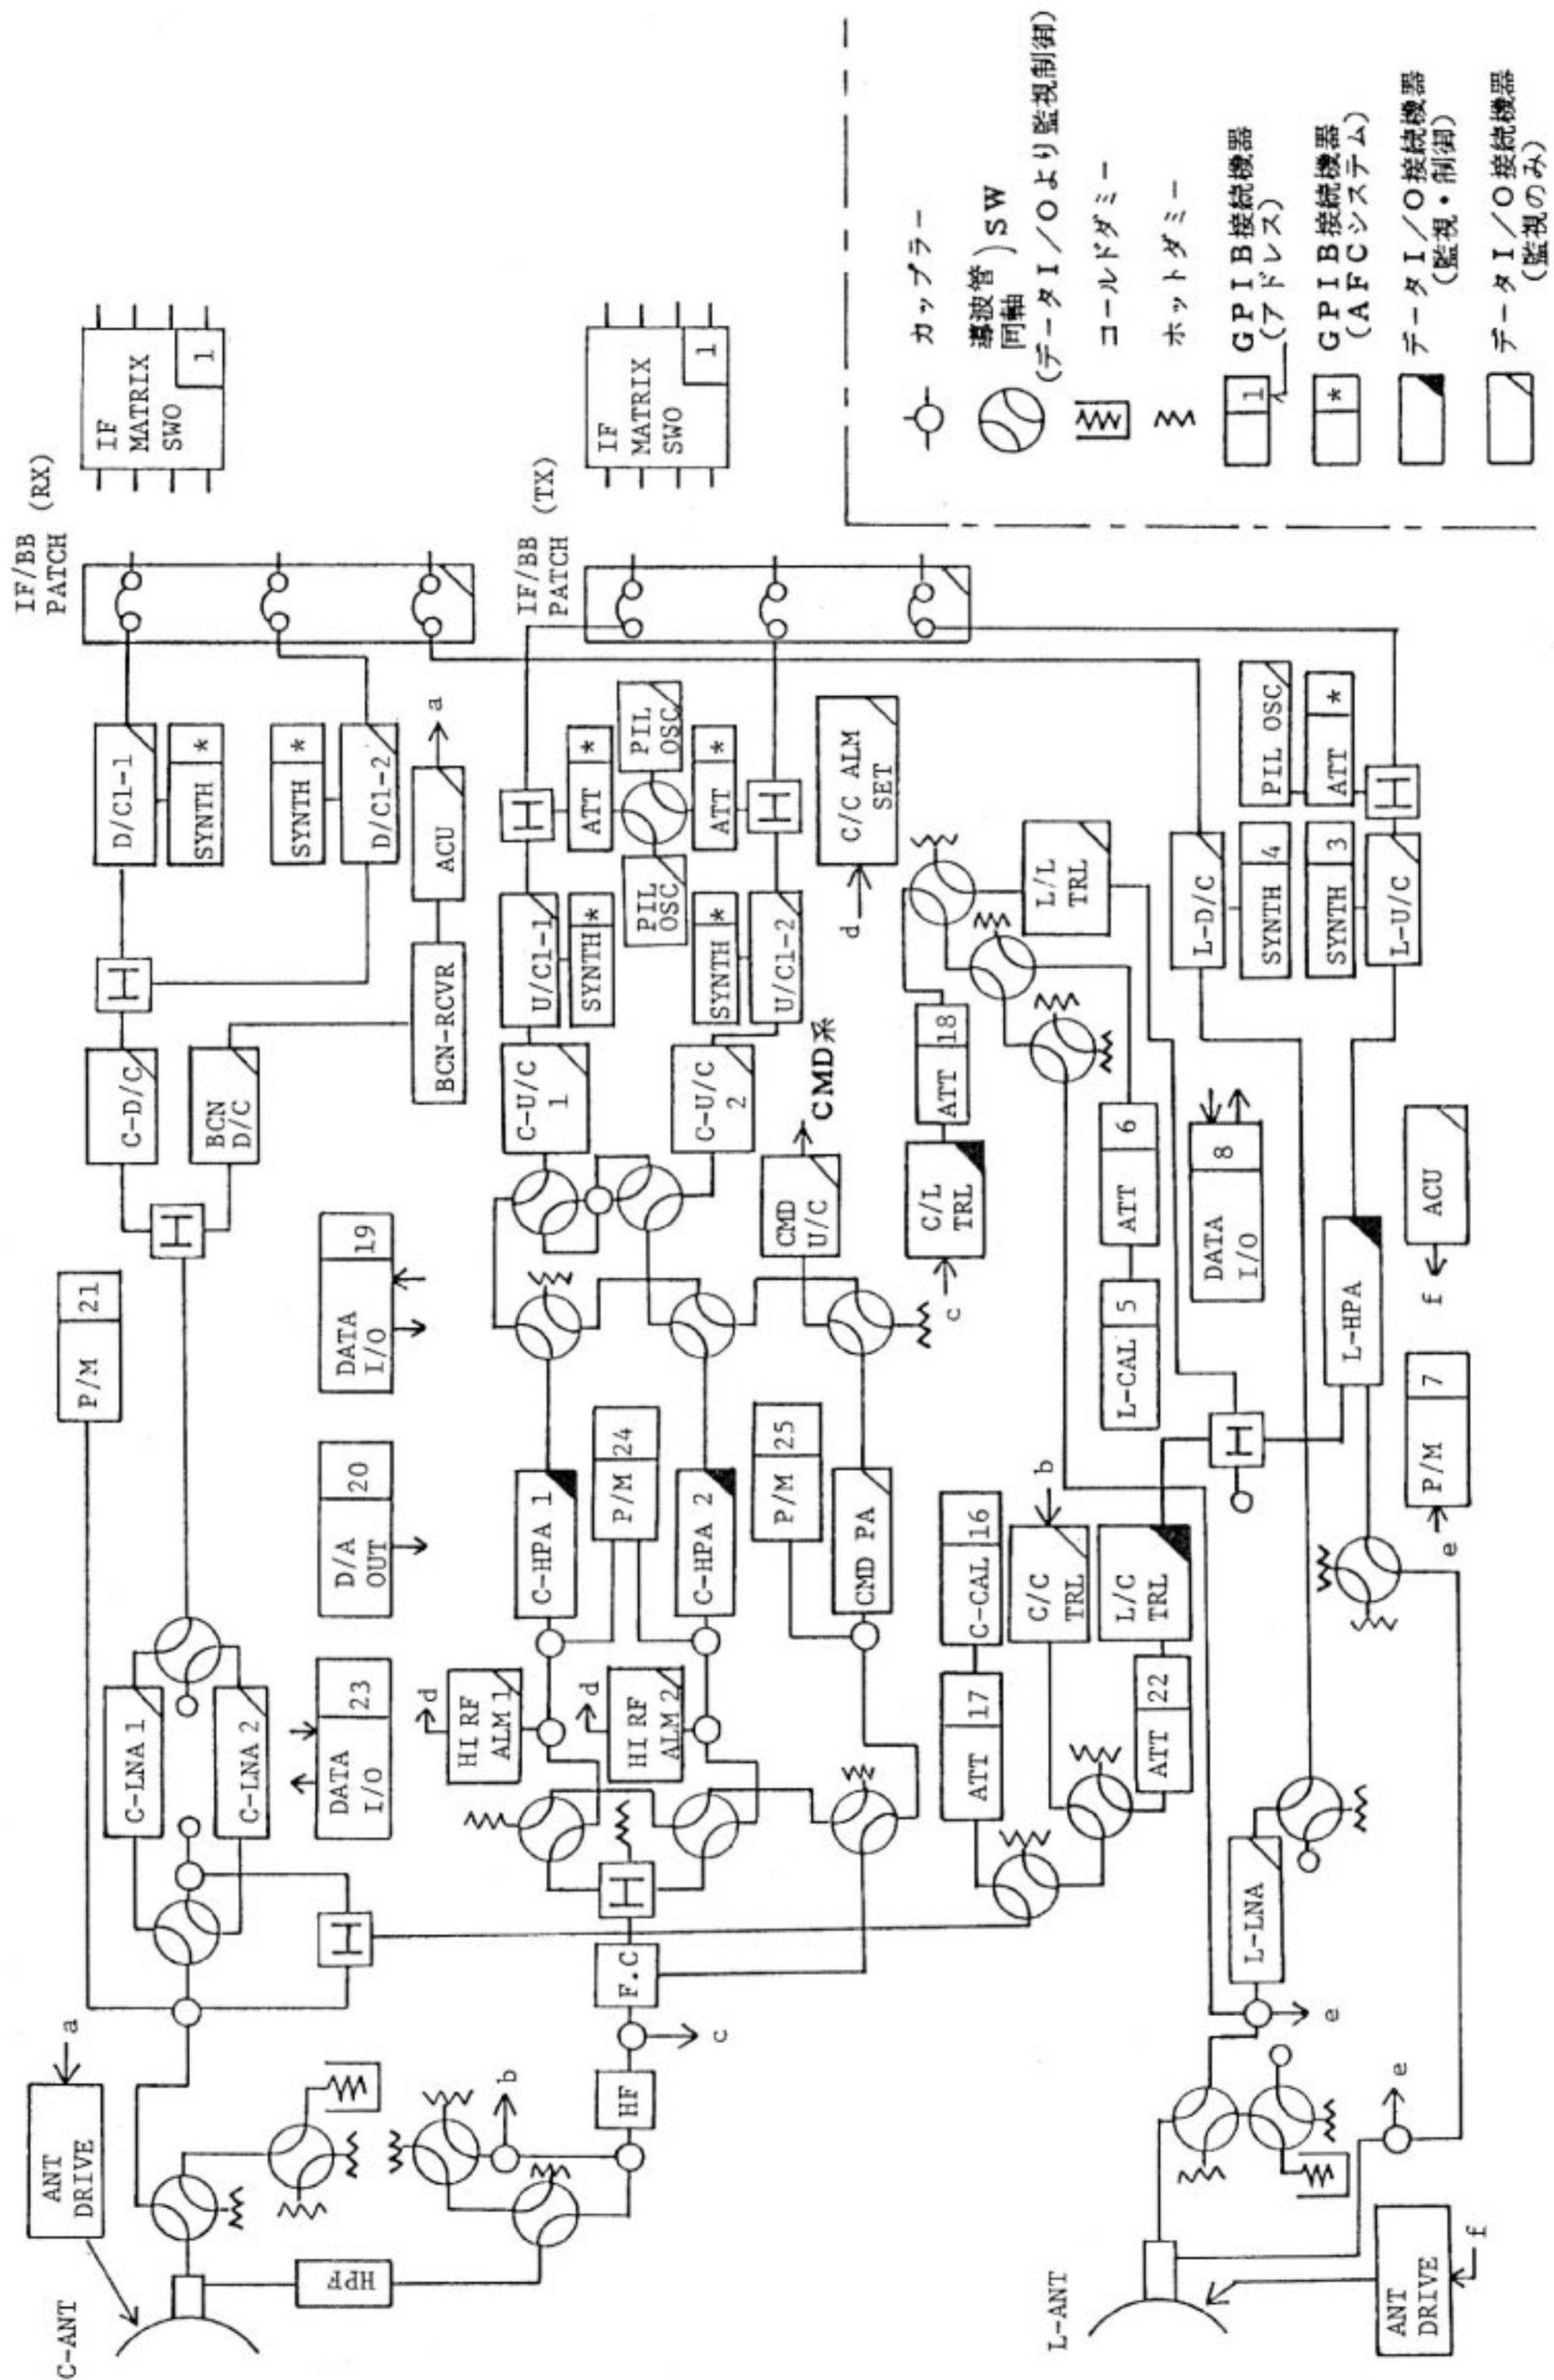 C-ANT
ANT
DRIVE
a
HPF
P/M 21
C-LNA 1
C-LNA 2
DATA
I/O 23
D/A
OUT 20
DATA
I/O 19
C-D/C
BCN
D/C
BCN-RCVR
ACU
a
D/C1-1
SYNTH *
SYNTH *
D/C1-2
IF/BB
PATCH (RX)
IF
MATRIX
SWO 1
b
HF
c
F.C
HI RF
ALM 1
d
HI RF
ALM 2
d
C-HPA 1
P/M 24
C-HPA 2
P/M 25
CMD PA
CMD
U/C
CMD系
C-U/C
1
C-U/C
2
U/C1-1
SYNTH *
SYNTH *
U/C1-2
PIL
OSC
ATT *
PIL
OSC
ATT *
IF/BB
PATCH (TX)
IF
MATRIX
SWO 1
d
C/C ALM
SET
ATT 17
C-CAL 16
C/C
TRL
b
L/C
TRL
ATT 22
c
C/L
TRL
ATT 18
L/L
TRL
L-CAL 5
ATT 6
DATA
I/O 8
L-ANT
ANT
DRIVE
f
e
e
L-LNA
e
P/M 7
L-HPA
f
ACU
L-D/C
SYNTH 4
SYNTH 3
L-U/C
PIL OSC
ATT *
カップラー
導波管
同軸
)SW
(データI/Oより監視制御)
コールドダミー
ホットダミー
1
GPIB接続機器
(アドレス)
*
GPIB接続機器
(AFCシステム)
データI/O接続機器
(監視・制御)
データI/O接続機器
(監視のみ)